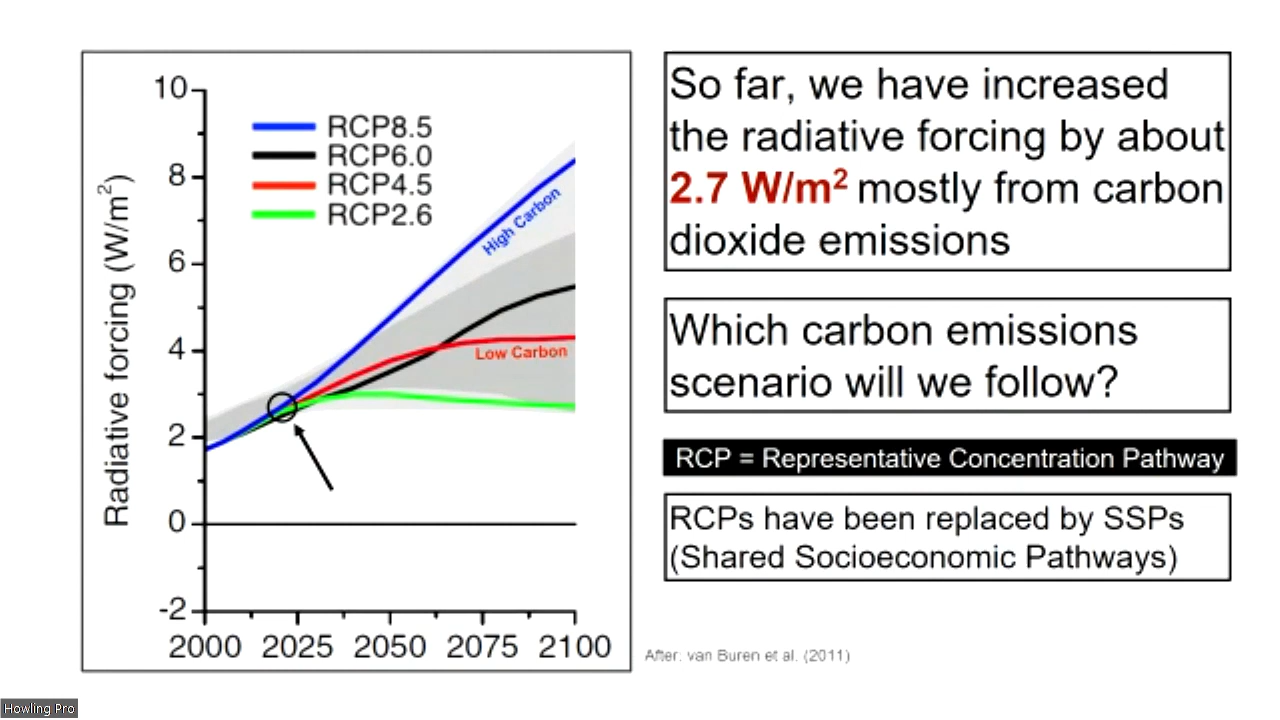 10
8
6
4
2
0
-2
Radiative forcing (W/m²)
RCP8.5
RCP6.0
RCP4.5
RCP2.6
High Carbon
Low Carbon
2000 2025 2050 2075 2100
So far, we have increased
the radiative forcing by about
2.7 W/m² mostly from carbon
dioxide emissions
Which carbon emissions
scenario will we follow?
RCP = Representative Concentration Pathway
RCPs have been replaced by SSPs
(Shared Socioeconomic Pathways)
After: van Buren et al. (2011)
Howling Pro